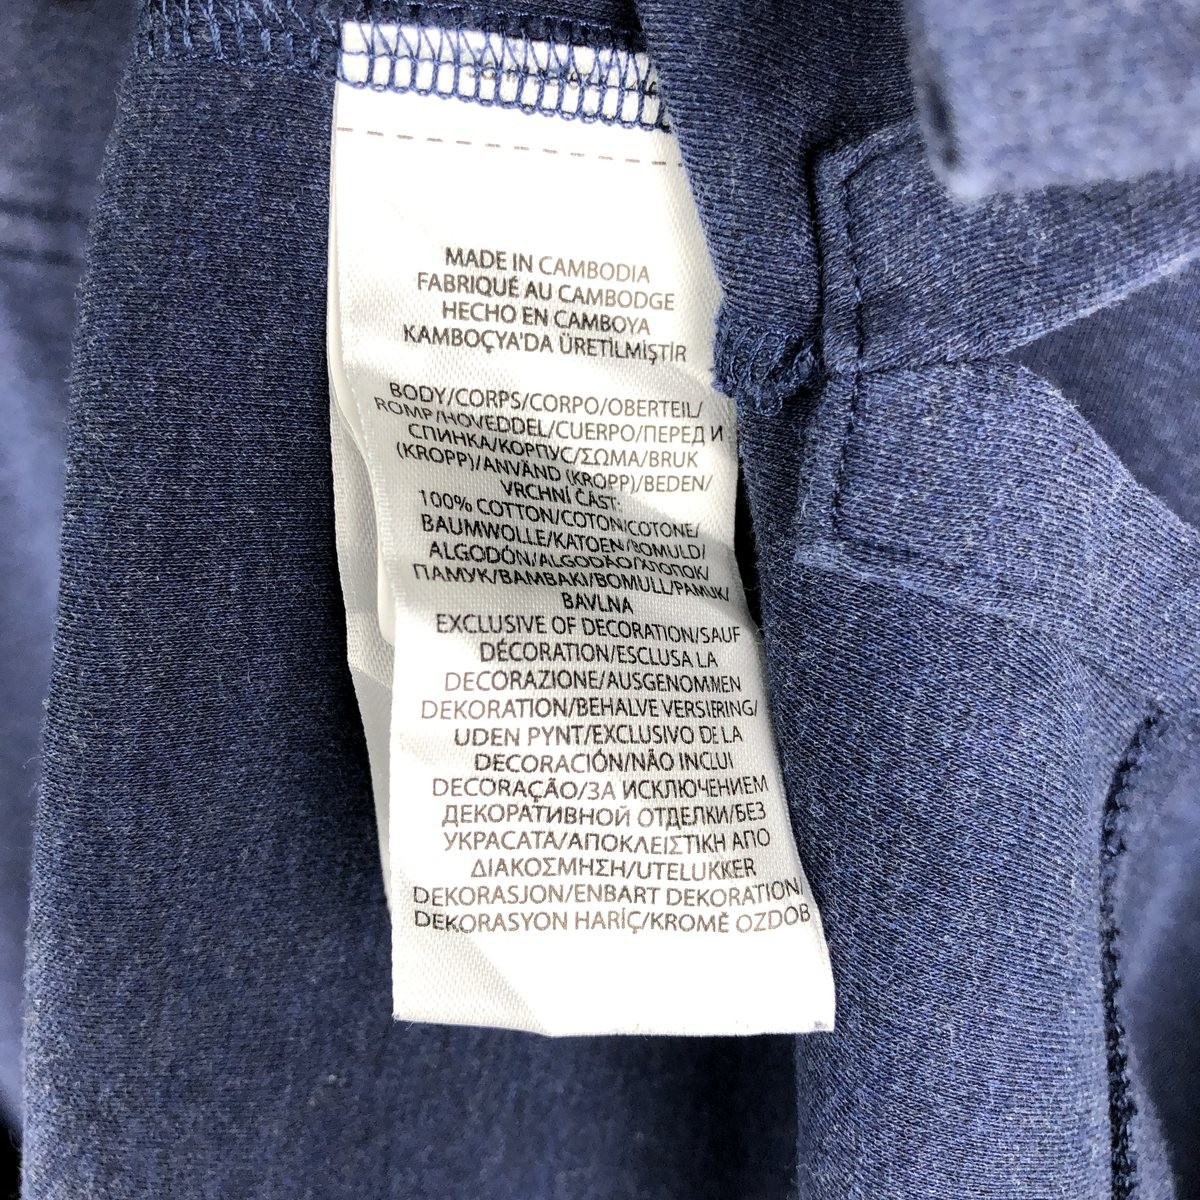 MADE IN CAMBODIA
FABRIQUÉ AU CAMBODGE
HECHO EN CAMBOYA
KAMBOÇYA'DA ÜRETİLMİŞTİR
BODY/CORPS/CORPO/OBERTEIL/
ROMP/HOVEDDEL/CUERPO/ПЕРЕД И
СПИНКА/КОРПУС/ΣΩΜΑ/BRUK
(KROPP)/ANVÄND (KROPP)/BEDEN/
VRCHNÍ ČÁST:
100% COTTON/COTON/COTONE/
BAUMWOLLE/KATOEN/BOMULD/
ALGODÓN/ALGODÃO/ХЛОПОК/
ПАМУК/BAMBAKI/BOMULL/PAMUK/
BAVLNA
EXCLUSIVE OF DECORATION/SAUF
DÉCORATION/ESCLUSA LA
DECORAZIONE/AUSGENOMMEN
DEKORATION/BEHALVE VERSIERING/
UDEN PYNT/EXCLUSIVO DE LA
DECORACIÓN/NÃO INCLUI
DECORAÇÃO/ЗА ИСКЛЮЧЕНИЕМ
ДЕКОРАТИВНОЙ ОТДЕЛКИ/БЕЗ
УКРАСАТА/ΑΠΟΚΛΕΙΣΤΙΚΗ ΑΠΟ
ΔΙΑΚΟΣΜΗΣΗ/UTELUKKER
DEKORASJON/ENBART DEKORATION/
DEKORASYON HARİÇ/KROMĚ OZDOB